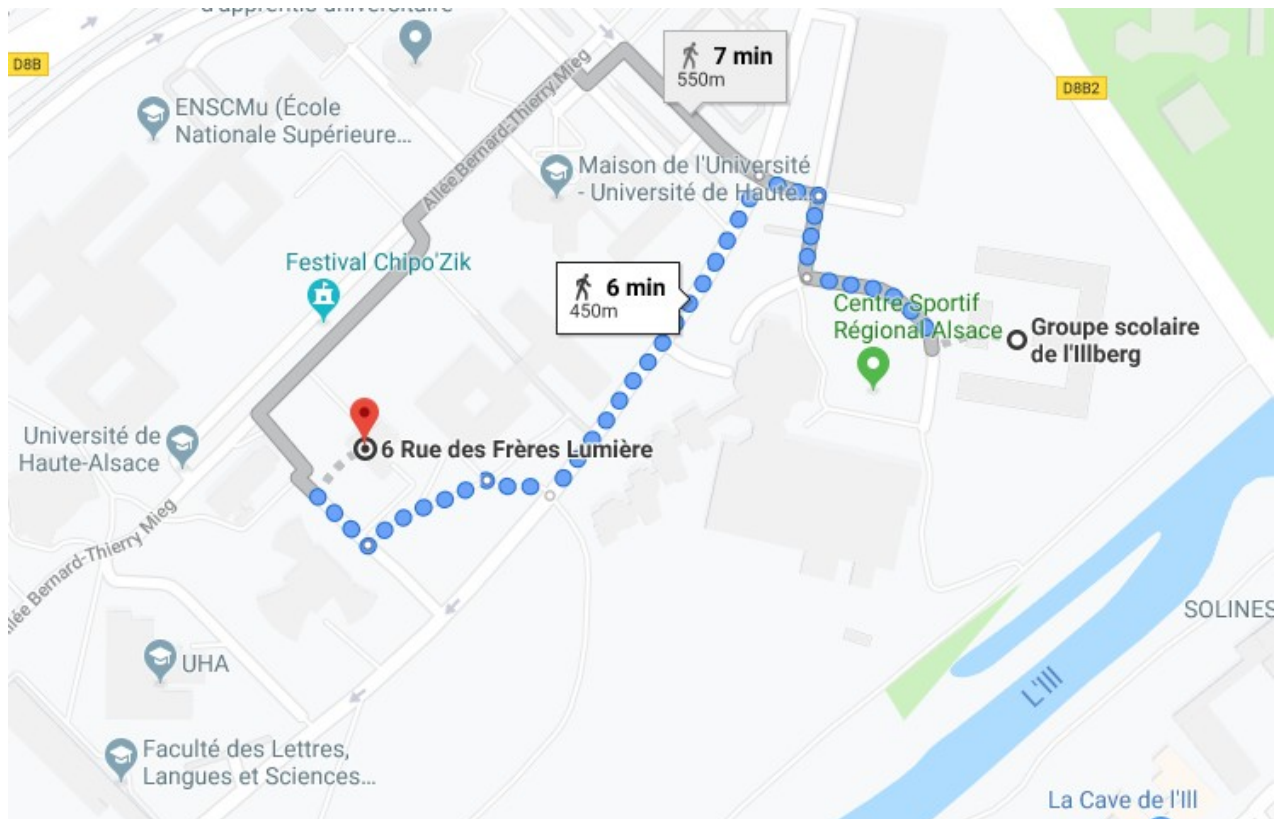 d'apprentis universitaire
D8B
7 min
550m
D8B2
ENSCMu (École
Nationale Supérieure...
Allée Bernard-Thierry Mieg
Maison de l'Université
- Université de Haute...
Festival Chipo'Zik
6 min
450m
Centre Sportif
Régional Alsace
Groupe scolaire
de l'Illberg
Université de
Haute-Alsace
6 Rue des Frères Lumière
llée Bernard-Thierry Mieg
SOLINES
UHA
L'Ill
Faculté des Lettres,
Langues et Sciences...
La Cave de l'Ill